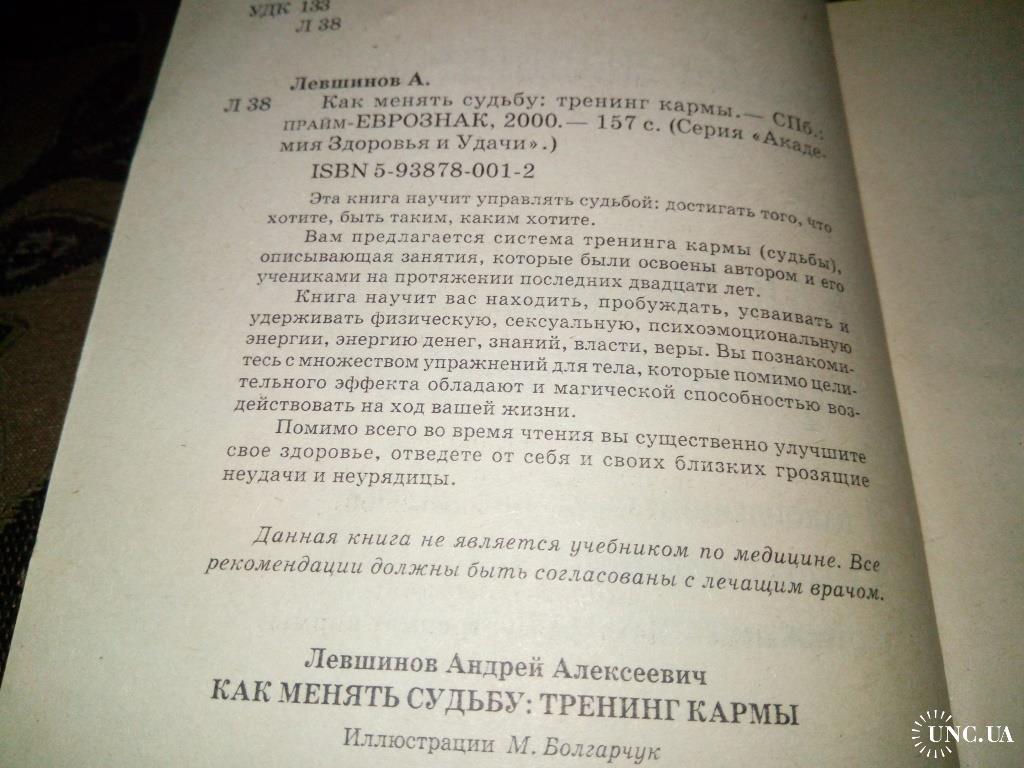 УДК 133
Л 38
Левшинов А.
Л 38 Как менять судьбу: тренинг кармы.— СПб.:
ПРАЙМ-ЕВРОЗНАК, 2000.— 157 с. (Серия «Акаде-
мия Здоровья и Удачи».)
ISBN 5-93878-001-2
Эта книга научит управлять судьбой: достигать того, что
хотите, быть таким, каким хотите.
Вам предлагается система тренинга кармы (судьбы),
описывающая занятия, которые были освоены автором и его
учениками на протяжении последних двадцати лет.
Книга научит вас находить, пробуждать, усваивать и
удерживать физическую, сексуальную, психоэмоциональную
энергии, энергию денег, знаний, власти, веры. Вы познакоми-
тесь с множеством упражнений для тела, которые помимо цели-
тельного эффекта обладают и магической способностью воз-
действовать на ход вашей жизни.
Помимо всего во время чтения вы существенно улучшите
свое здоровье, отведете от себя и своих близких грозящие
неудачи и неурядицы.
Данная книга не является учебником по медицине. Все
рекомендации должны быть согласованы с лечащим врачом.
Левшинов Андрей Алексеевич
КАК МЕНЯТЬ СУДЬБУ: ТРЕНИНГ КАРМЫ
Иллюстрации М. Болгарчук
UNC.UA